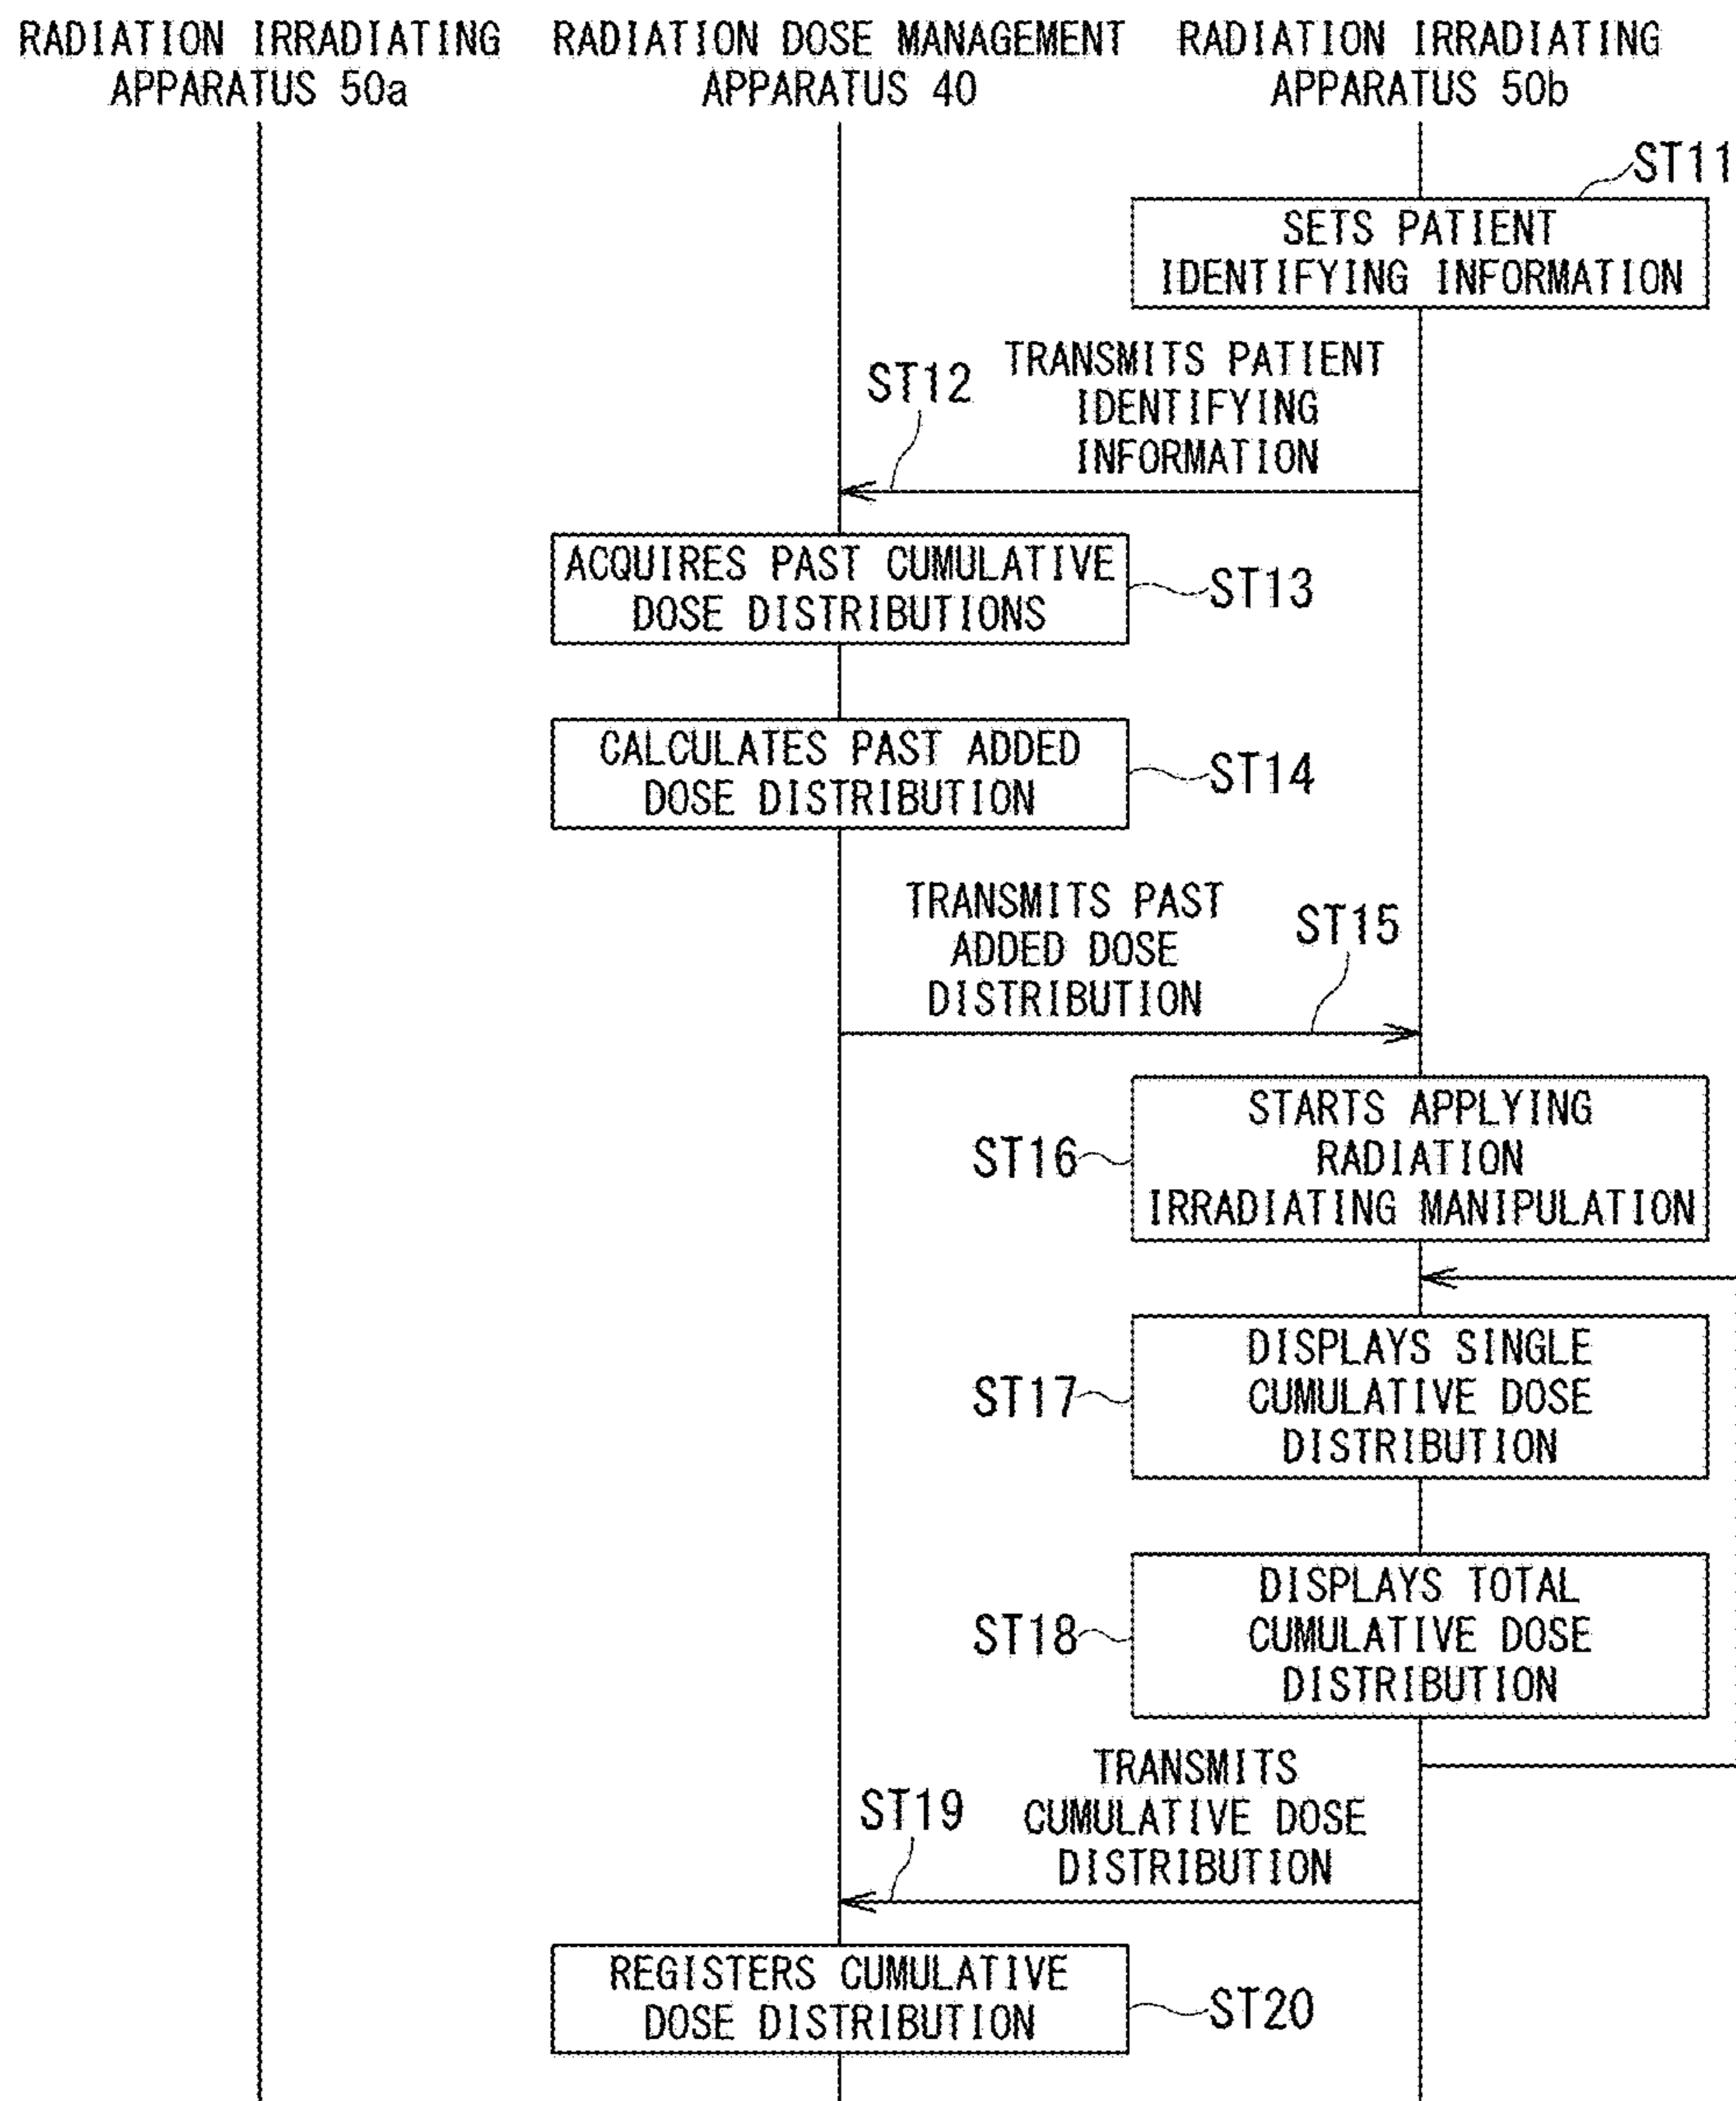 RADIATION IRRADIATING
APPARATUS 50a
RADIATION DOSE MANAGEMENT
APPARATUS 40
RADIATION IRRADIATING
APPARATUS 50b
ST11
SETS PATIENT
IDENTIFYING INFORMATION
TRANSMITS PATIENT
IDENTIFYING
INFORMATION
ST12
ACQUIRES PAST CUMULATIVE
DOSE DISTRIBUTIONS
ST13
CALCULATES PAST ADDED
DOSE DISTRIBUTION
ST14
TRANSMITS PAST
ADDED DOSE
DISTRIBUTION
ST15
STARTS APPLYING
RADIATION
IRRADIATING MANIPULATION
ST16
DISPLAYS SINGLE
CUMULATIVE DOSE
DISTRIBUTION
ST17
DISPLAYS TOTAL
CUMULATIVE DOSE
DISTRIBUTION
ST18
TRANSMITS
CUMULATIVE DOSE
DISTRIBUTION
ST19
REGISTERS CUMULATIVE
DOSE DISTRIBUTION
ST20